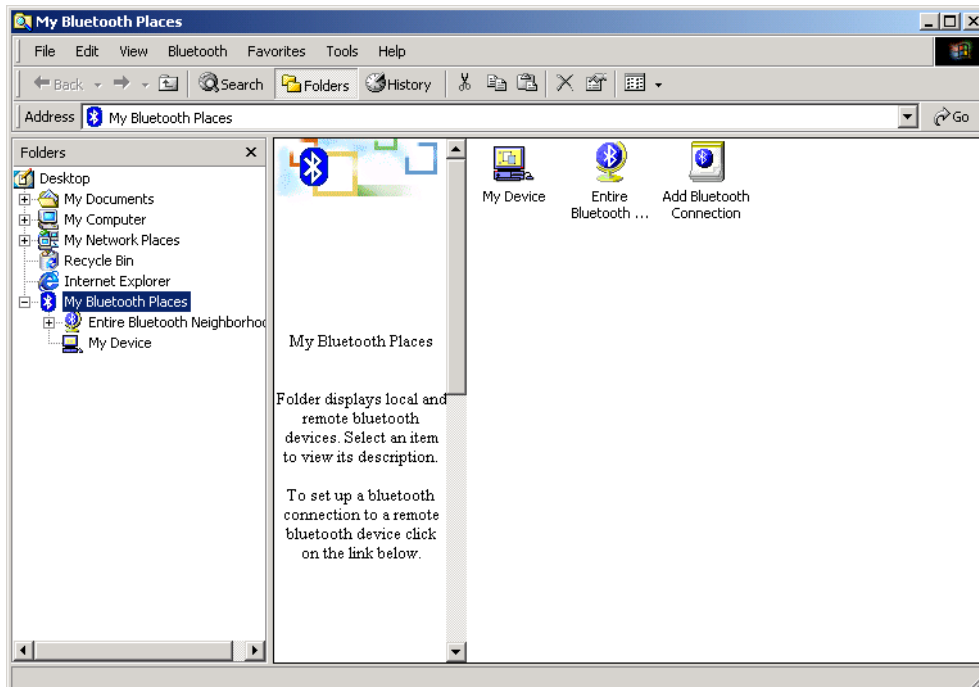 My Bluetooth Places
File Edit View Bluetooth Favorites Tools Help
Back Search Folders History
Address My Bluetooth Places Go
Folders
Desktop
My Documents
My Computer
My Network Places
Recycle Bin
Internet Explorer
My Bluetooth Places
Entire Bluetooth Neighborhoo
My Device
My Bluetooth Places
Folder displays local and
remote bluetooth
devices. Select an item
to view its description.
To set up a bluetooth
connection to a remote
bluetooth device click
on the link below.
My Device
Entire
Bluetooth ...
Add Bluetooth
Connection